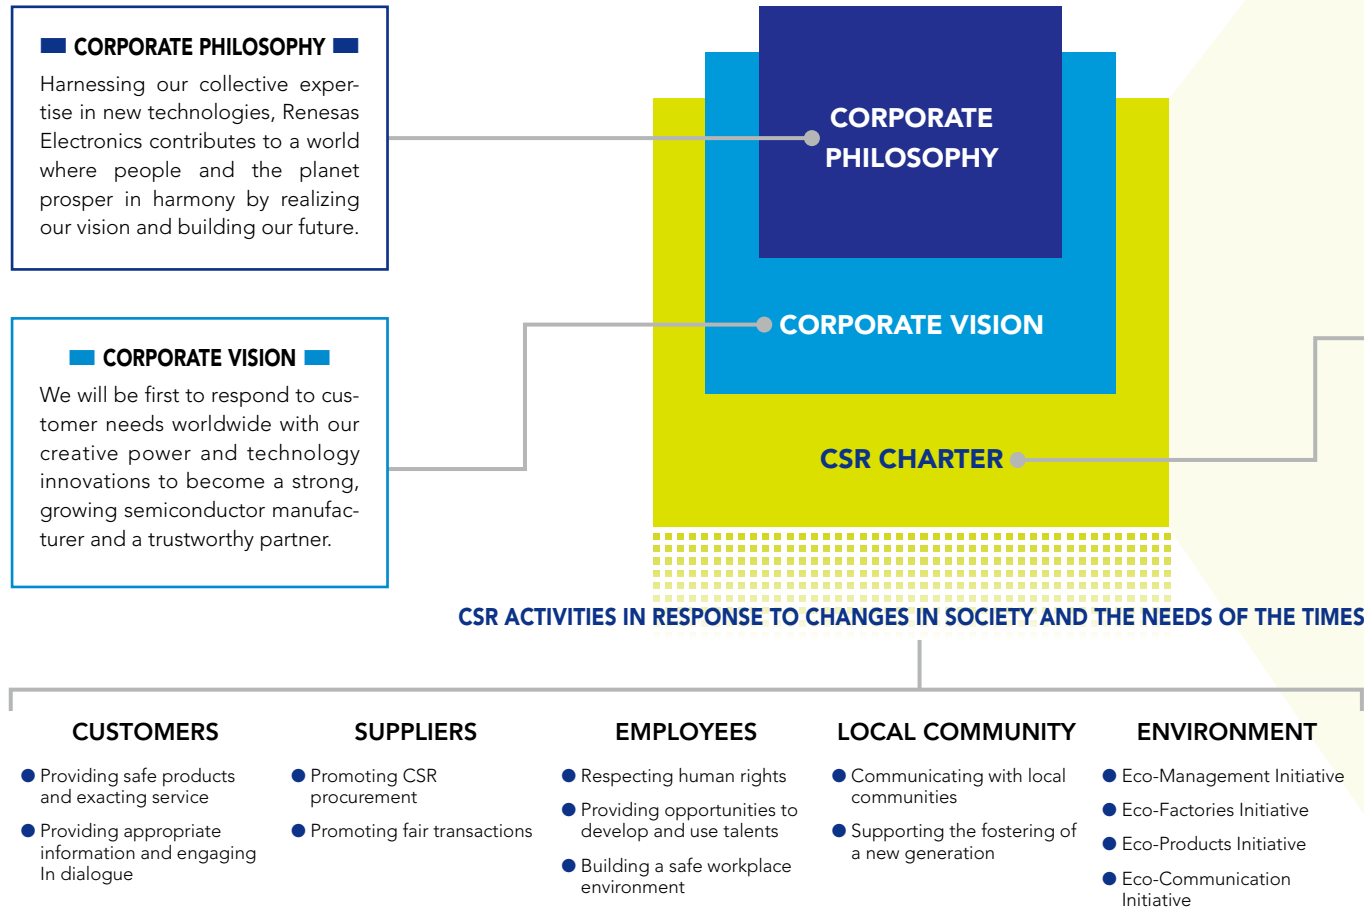 CORPORATE PHILOSOPHY
Harnessing our collective exper-
tise in new technologies, Renesas
Electronics contributes to a world
where people and the planet
prosper in harmony by realizing
our vision and building our future.
CORPORATE VISION
We will be first to respond to cus-
tomer needs worldwide with our
creative power and technology
innovations to become a strong,
growing semiconductor manufac-
turer and a trustworthy partner.
CORPORATE
PHILOSOPHY
CORPORATE VISION
CSR CHARTER
CSR ACTIVITIES IN RESPONSE TO CHANGES IN SOCIETY AND THE NEEDS OF THE TIMES
CUSTOMERS
Providing safe products
and exacting service
Providing appropriate
information and engaging
In dialogue
SUPPLIERS
Promoting CSR
procurement
Promoting fair transactions
EMPLOYEES
Respecting human rights
Providing opportunities to
develop and use talents
Building a safe workplace
environment
LOCAL COMMUNITY
Communicating with local
communities
Supporting the fostering of
a new generation
ENVIRONMENT
Eco-Management Initiative
Eco-Factories Initiative
Eco-Products Initiative
Eco-Communication
Initiative